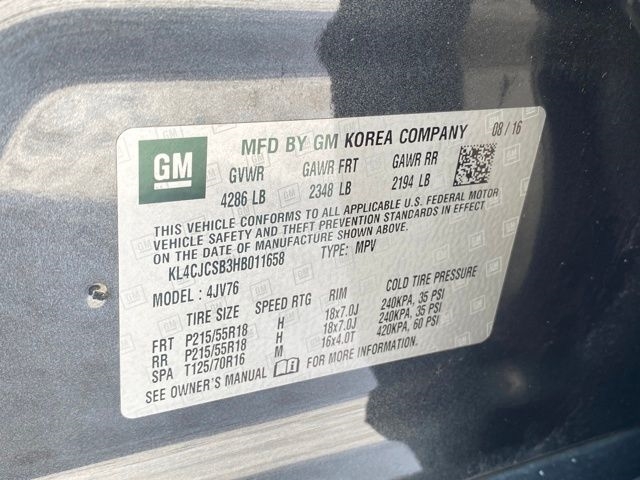 GM MFD BY GM KOREA COMPANY 08 / 16
GVWR GAWR FRT GAWR RR
4286 LB 2348 LB 2194 LB
THIS VEHICLE CONFORMS TO ALL APPLICABLE U.S. FEDERAL MOTOR
VEHICLE SAFETY AND THEFT PREVENTION STANDARDS IN EFFECT
ON THE DATE OF MANUFACTURE SHOWN ABOVE.
KL4CJCSB3HB011658 TYPE: MPV
MODEL : 4JV76
TIRE SIZE SPEED RTG RIM COLD TIRE PRESSURE
FRT P215/55R18 H 18x7.0J 240KPA, 35 PSI
RR P215/55R18 H 18x7.0J 240KPA, 35 PSI
SPA T125/70R16 M 16x4.0T 420KPA, 60 PSI
SEE OWNER'S MANUAL FOR MORE INFORMATION.